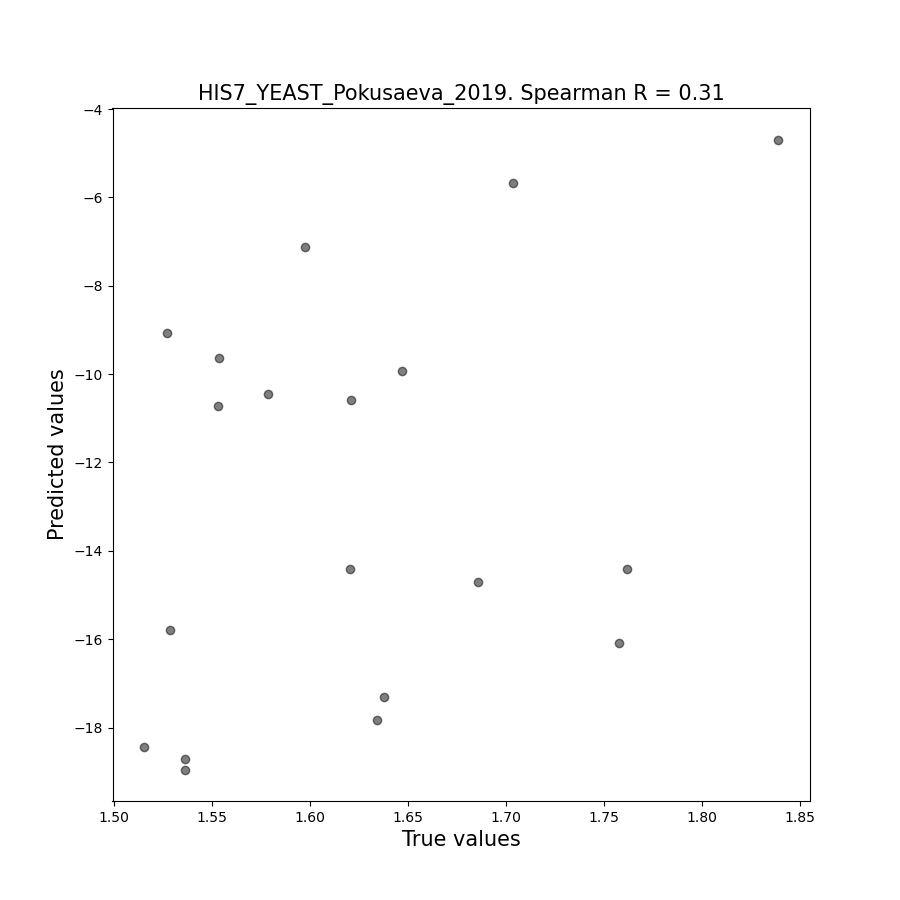 HIS7_YEAST_Pokusaeva_2019. Spearman R = 0.31
−4
−6
−8
−10
−12
−14
−16
−18
Predicted values
1.50 1.55 1.60 1.65 1.70 1.75 1.80 1.85
True values